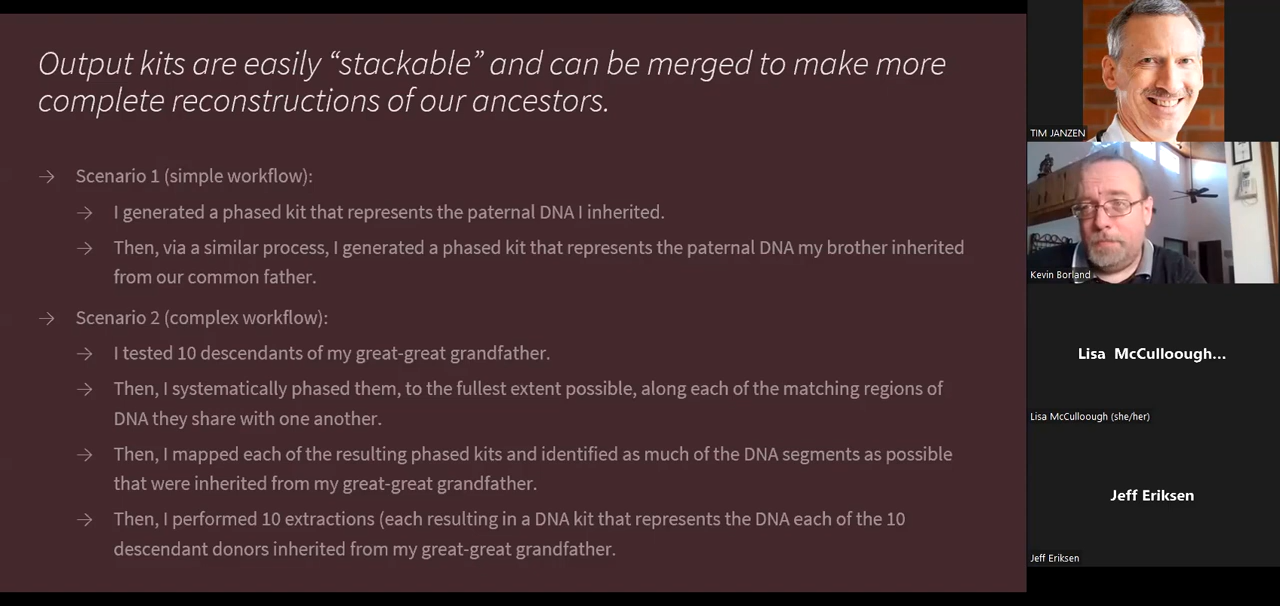 Output kits are easily “stackable” and can be merged to make more
complete reconstructions of our ancestors.
→ Scenario 1 (simple workflow):
→ I generated a phased kit that represents the paternal DNA I inherited.
→ Then, via a similar process, I generated a phased kit that represents the paternal DNA my brother inherited
from our common father.
→ Scenario 2 (complex workflow):
→ I tested 10 descendants of my great-great grandfather.
→ Then, I systematically phased them, to the fullest extent possible, along each of the matching regions of
DNA they share with one another.
→ Then, I mapped each of the resulting phased kits and identified as much of the DNA segments as possible
that were inherited from my great-great grandfather.
→ Then, I performed 10 extractions (each resulting in a DNA kit that represents the DNA each of the 10
descendant donors inherited from my great-great grandfather.
TIM JANZEN
Kevin Borland
Lisa McCulloough...
Lisa McCulloough (she/her)
Jeff Eriksen
Jeff Eriksen